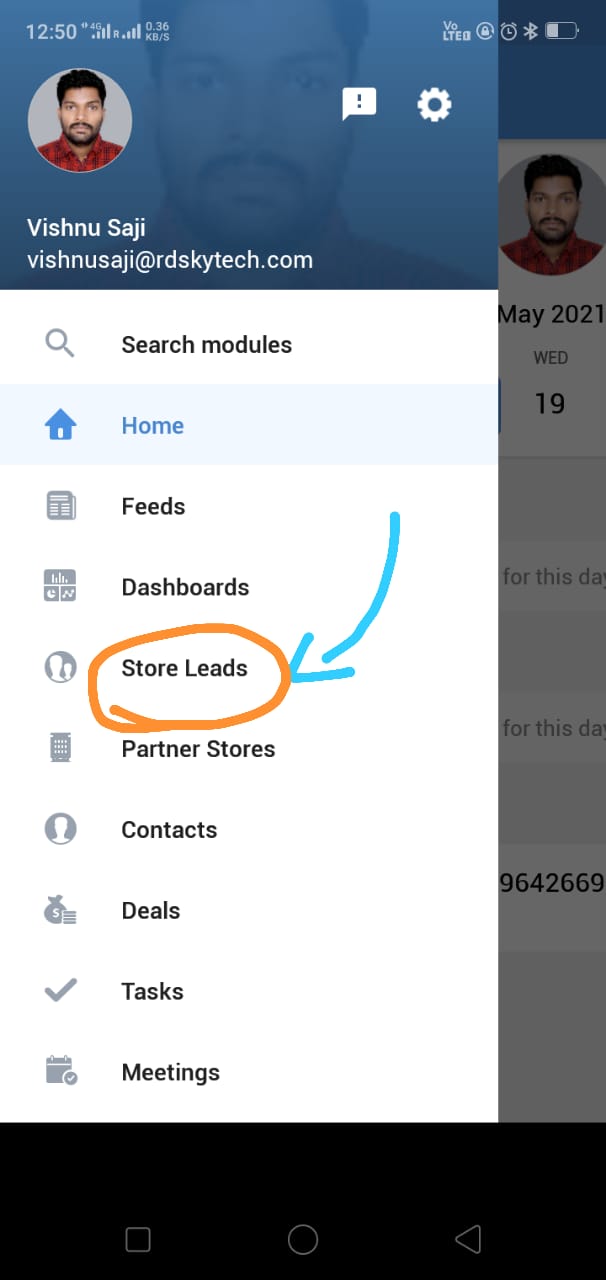 12:50 4G R 0.36 KB/S Vo LTE
Vishnu Saji
vishnusaji@rdskytech.com
Search modules
Home
Feeds
Dashboards
Store Leads
Partner Stores
Contacts
Deals
Tasks
Meetings
May 2021
WED
19
for this day
for this day
9642669